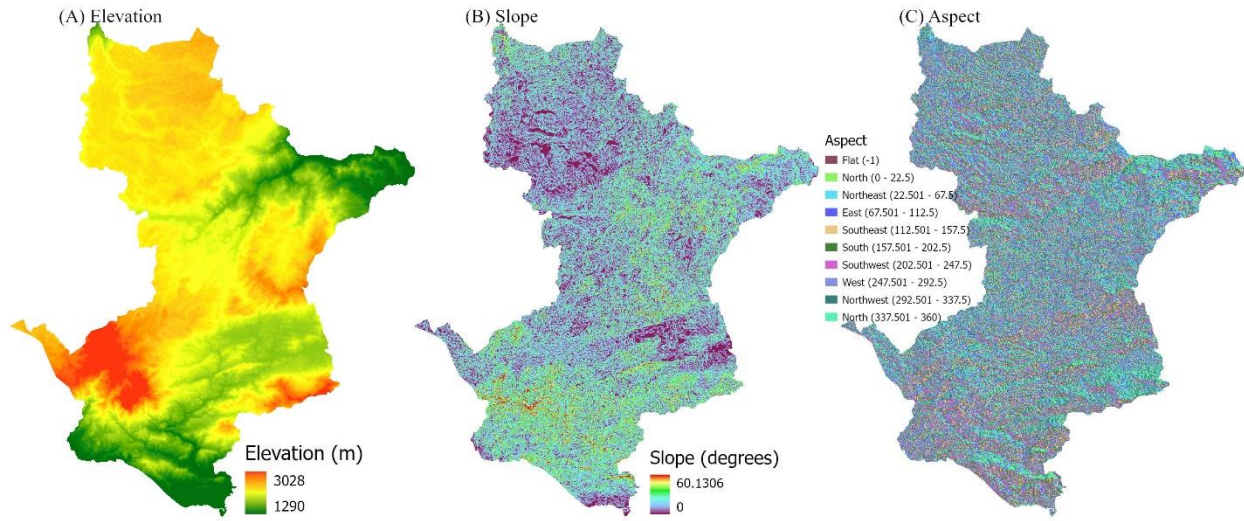 (A) Elevation
(B) Slope
(C) Aspect
Aspect
Flat (-1)
North (0 - 22.5)
Northeast (22.501 - 67.5)
East (67.501 - 112.5)
Southeast (112.501 - 157.5)
South (157.501 - 202.5)
Southwest (202.501 - 247.5)
West (247.501 - 292.5)
Northwest (292.501 - 337.5)
North (337.501 - 360)
Elevation (m)
3028
1290
Slope (degrees)
60.1306
0